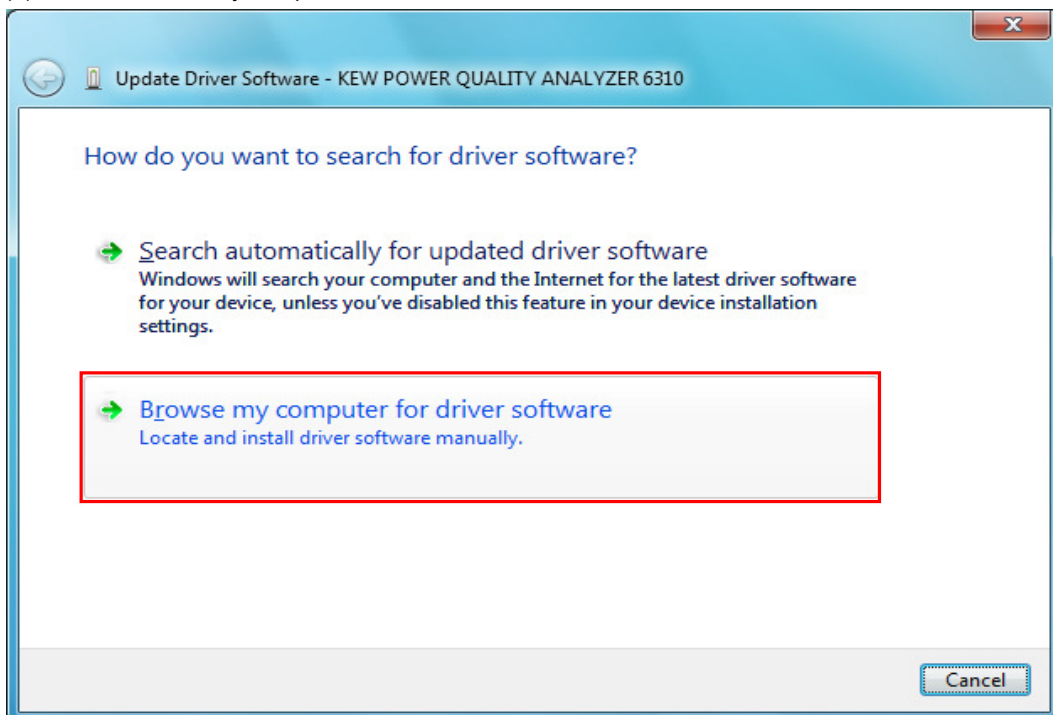 Update Driver Software - KEW POWER QUALITY ANALYZER 6310
How do you want to search for driver software?
Search automatically for updated driver software
Windows will search your computer and the Internet for the latest driver software
for your device, unless you've disabled this feature in your device installation
settings.
Browse my computer for driver software
Locate and install driver software manually.
Cancel